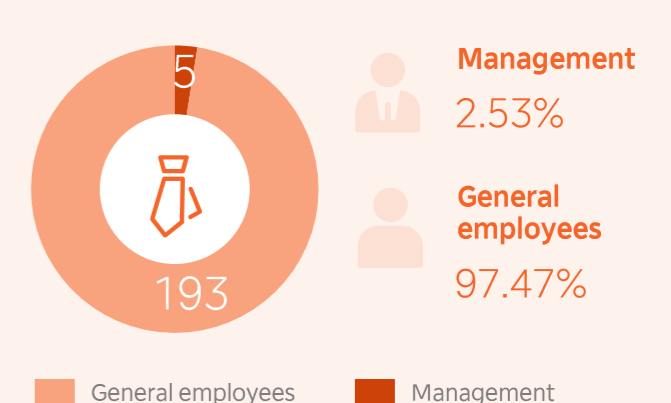 5
193
Management
2.53%
General
employees
97.47%
General employees
Management